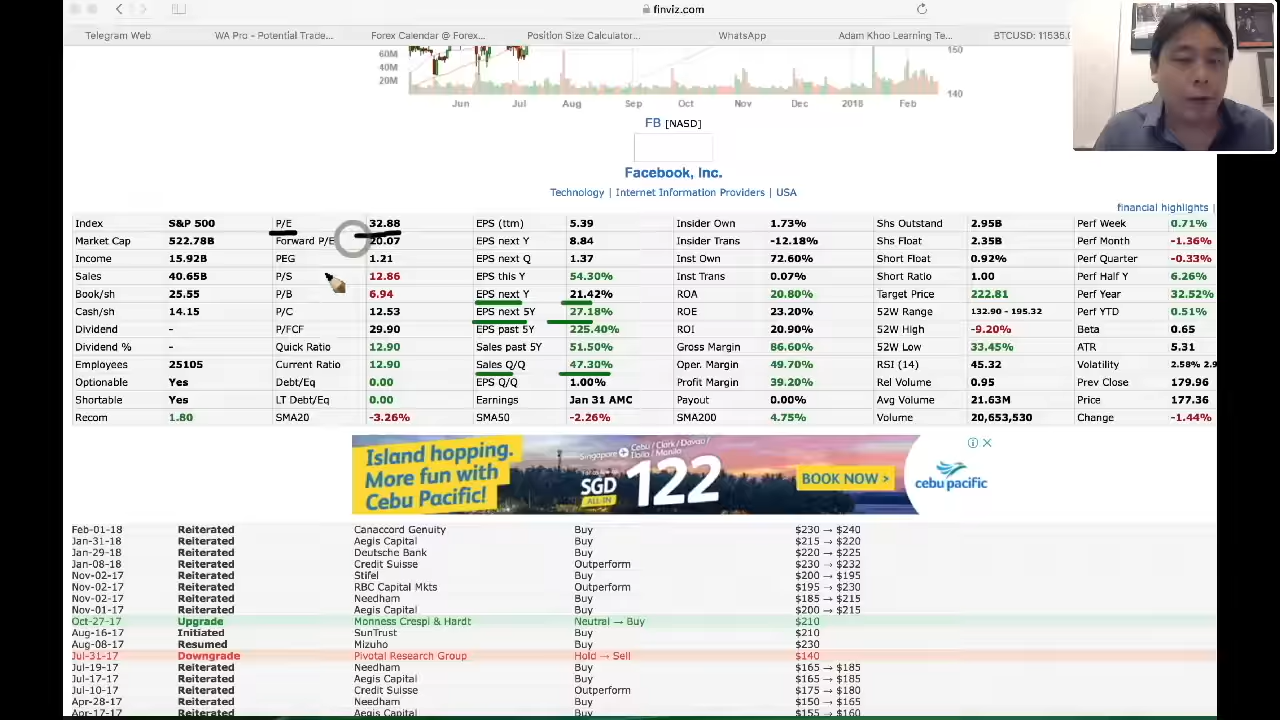 finviz.com
Telegram Web WA Pro - Potential Trade... Forex Calendar @ Forex... Position Size Calculator... WhatsApp Adam Khoo Learning Te... BTCUSD: 11535.0
60M 150
40M
20M 140
Jun Jul Aug Sep Oct Nov Dec 2018 Feb
FB [NASD]
Facebook, Inc.
Technology | Internet Information Providers | USA
financial highlights |
Index S&P 500 P/E 32.88 EPS (ttm) 5.39 Insider Own 1.73% Shs Outstand 2.95B Perf Week 0.71%
Market Cap 522.78B Forward P/E 20.07 EPS next Y 8.84 Insider Trans -12.18% Shs Float 2.35B Perf Month -1.36%
Income 15.92B PEG 1.21 EPS next Q 1.37 Inst Own 72.60% Short Float 0.92% Perf Quarter -0.33%
Sales 40.65B P/S 12.86 EPS this Y 54.30% Inst Trans 0.07% Short Ratio 1.00 Perf Half Y 6.26%
Book/sh 25.55 P/B 6.94 EPS next Y 21.42% ROA 20.80% Target Price 222.81 Perf Year 32.52%
Cash/sh 14.15 P/C 12.53 EPS next 5Y 27.18% ROE 23.20% 52W Range 132.90 - 195.32 Perf YTD 0.51%
Dividend - P/FCF 29.90 EPS past 5Y 225.40% ROI 20.90% 52W High -9.20% Beta 0.65
Dividend % - Quick Ratio 12.90 Sales past 5Y 51.50% Gross Margin 86.60% 52W Low 33.45% ATR 5.31
Employees 25105 Current Ratio 12.90 Sales Q/Q 47.30% Oper. Margin 49.70% RSI (14) 45.32 Volatility 2.58% 2.9
Optionable Yes Debt/Eq 0.00 EPS Q/Q 1.00% Profit Margin 39.20% Rel Volume 0.95 Prev Close 179.96
Shortable Yes LT Debt/Eq 0.00 Earnings Jan 31 AMC Payout 0.00% Avg Volume 21.63M Price 177.36
Recom 1.80 SMA20 -3.26% SMA50 -2.26% SMA200 4.75% Volume 20,653,530 Change -1.44%
Island hopping.
More fun with
Cebu Pacific!
Singapore Cebu / Clark / Davao /
Iloilo / Manila
SGD
ALL-IN
122
BOOK NOW >
cebu pacific
Feb-01-18 Reiterated Canaccord Genuity Buy $230 → $240
Jan-31-18 Reiterated Aegis Capital Buy $215 → $220
Jan-29-18 Reiterated Deutsche Bank Buy $220 → $225
Jan-08-18 Reiterated Credit Suisse Outperform $230 → $232
Nov-02-17 Reiterated Stifel Buy $200 → $195
Nov-02-17 Reiterated RBC Capital Mkts Outperform $195 → $230
Nov-02-17 Reiterated Needham Buy $185 → $215
Nov-01-17 Reiterated Aegis Capital Buy $200 → $215
Oct-27-17 Upgrade Monness Crespi & Hardt Neutral → Buy $210
Aug-16-17 Initiated SunTrust Buy $210
Aug-08-17 Resumed Mizuho Buy $230
Jul-31-17 Downgrade Pivotal Research Group Hold → Sell $140
Jul-19-17 Reiterated Needham Buy $165 → $185
Jul-17-17 Reiterated Aegis Capital Buy $165 → $185
Jul-10-17 Reiterated Credit Suisse Outperform $175 → $180
Apr-28-17 Reiterated Needham Buy $150 → $165
Apr-17-17 Reiterated Aegis Capital Buy $155 → $160